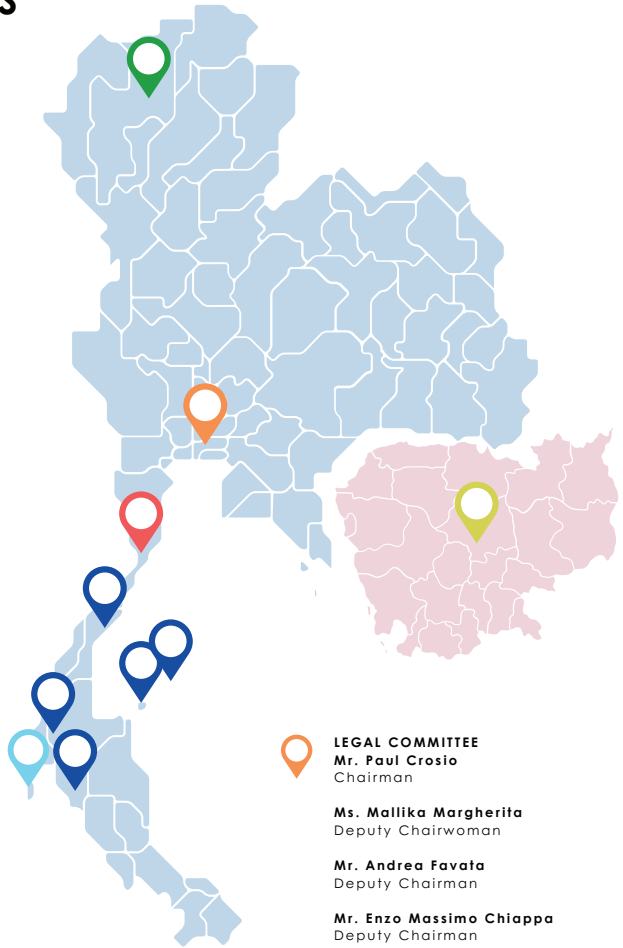 S
LEGAL COMMITTEE
Mr. Paul Crosio
Chairman
Ms. Mallika Margherita
Deputy Chairwoman
Mr. Andrea Favata
Deputy Chairman
Mr. Enzo Massimo Chiappa
Deputy Chairman